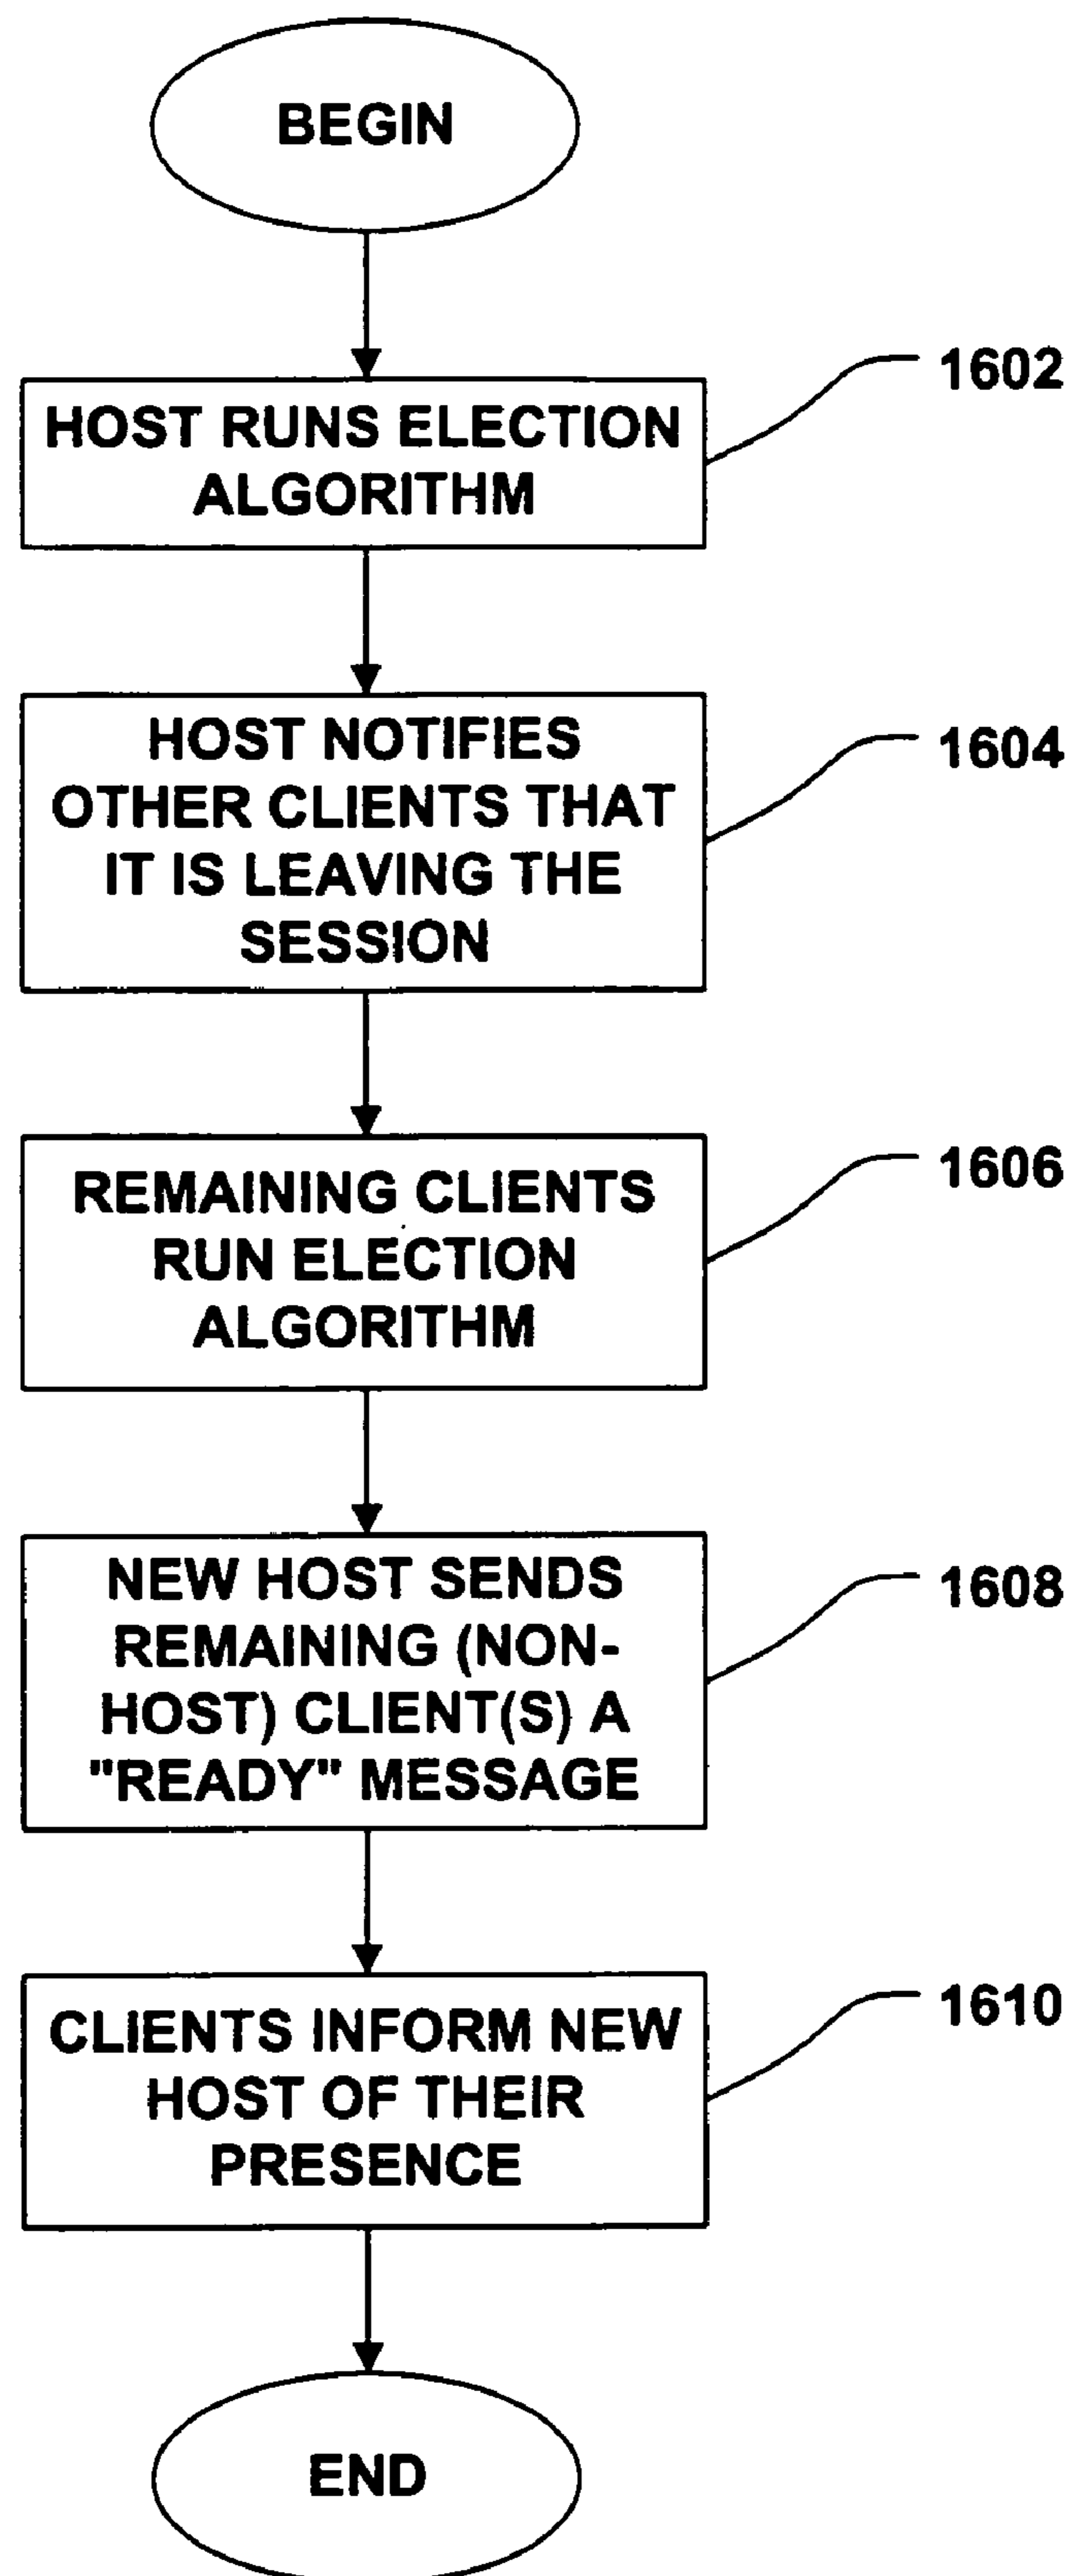 BEGIN
HOST RUNS ELECTION
ALGORITHM
1602
HOST NOTIFIES
OTHER CLIENTS THAT
IT IS LEAVING THE
SESSION
1604
REMAINING CLIENTS
RUN ELECTION
ALGORITHM
1606
NEW HOST SENDS
REMAINING (NON-
HOST) CLIENT(S) A
"READY" MESSAGE
1608
CLIENTS INFORM NEW
HOST OF THEIR
PRESENCE
1610
END